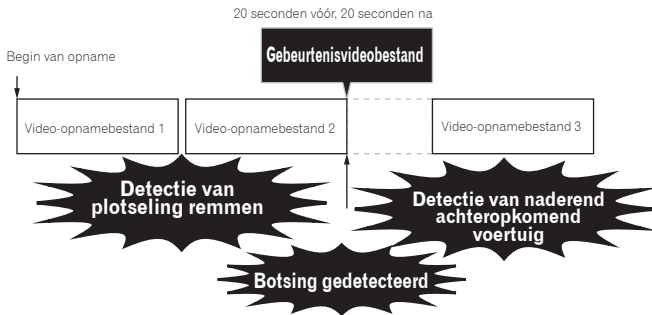 20 seconden vóór, 20 seconden na
Gebeurtenisvideobestand
Begin van opname
Video-opnamebestand 1
Video-opnamebestand 2
Video-opnamebestand 3
Detectie van
plotseling remmen
Detectie van naderend
achteropkomend
voertuig
Botsing gedetecteerd